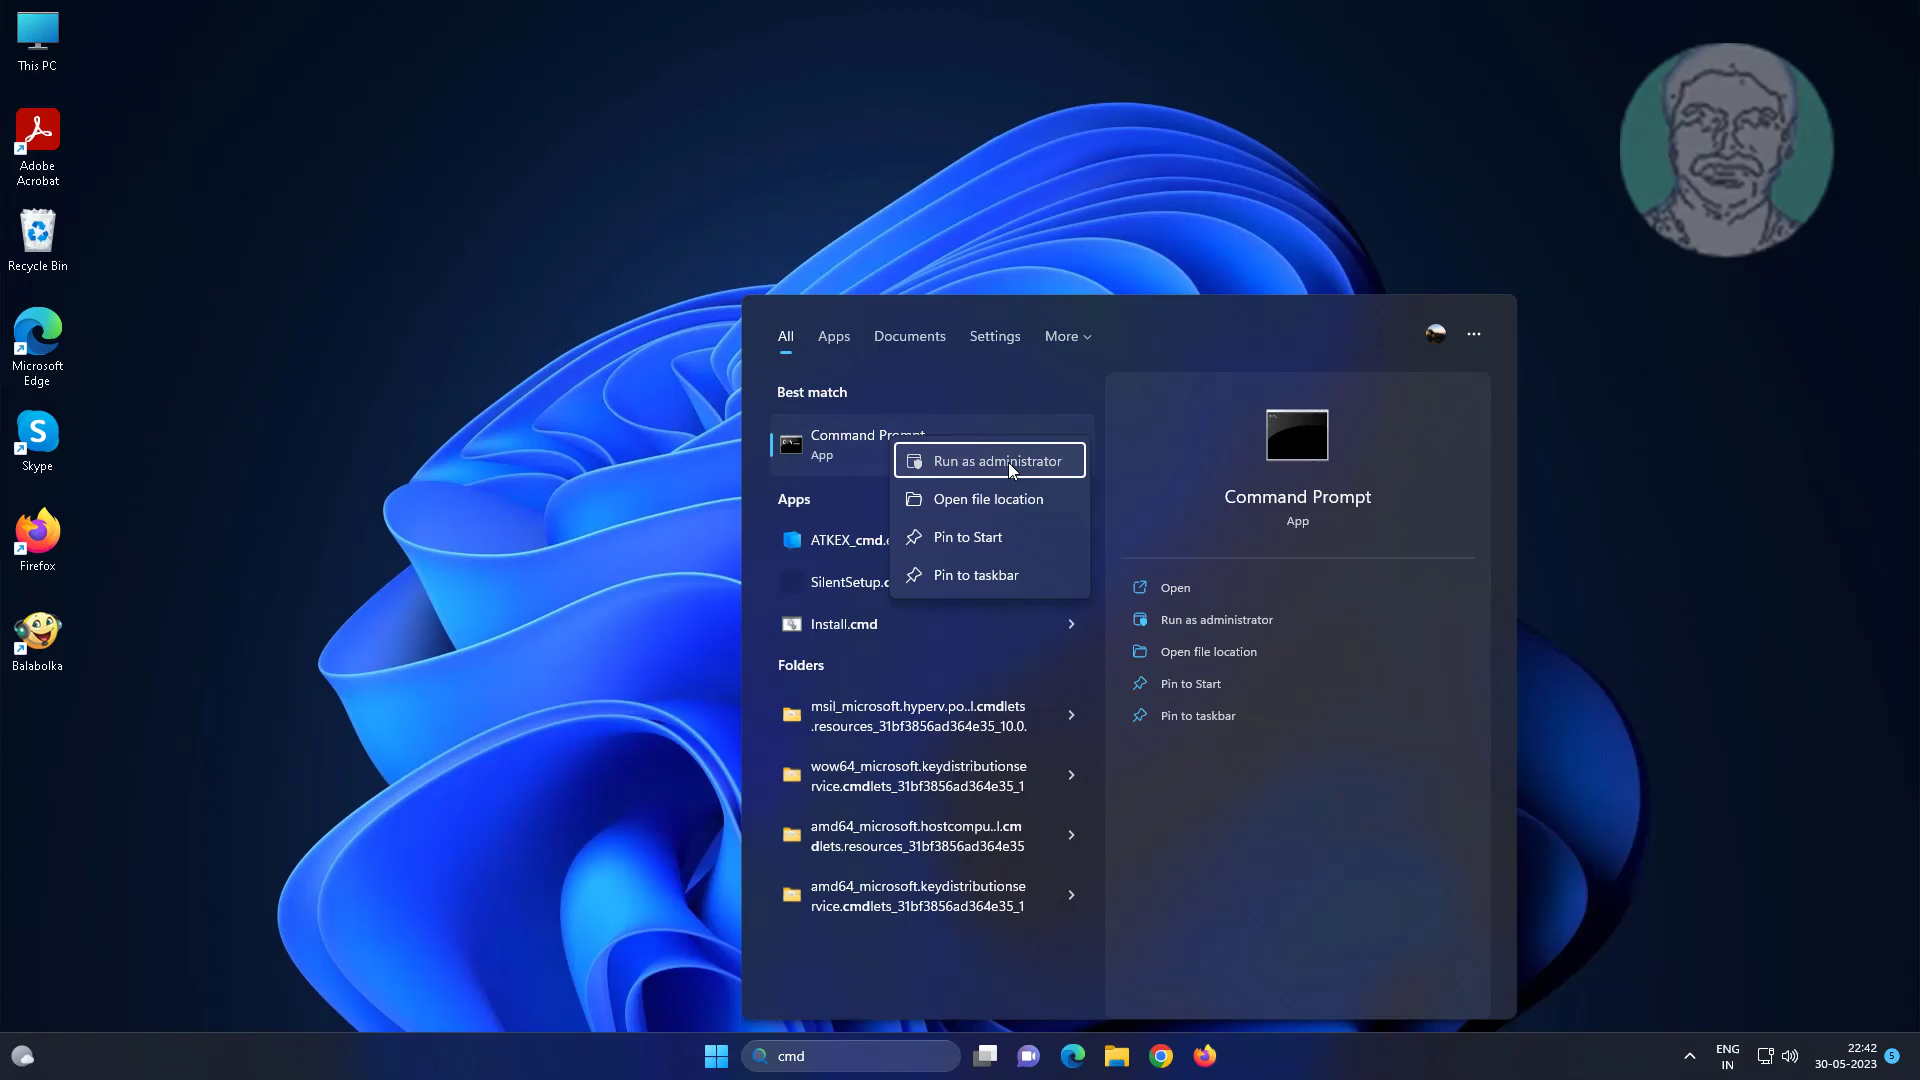 This PC
Adobe
Acrobat
Recycle Bin
Microsoft
Edge
Skype
Firefox
Balabolka
All
Apps
Documents
Settings
More
Best match
Command Prompt
App
Run as administrator
Open file location
Pin to Start
Pin to taskbar
Apps
ATKEX_cmd.
SilentSetup.
Install.cmd
Folders
msil_microsoft.hyperv.po..l.cmdlets
.resources_31bf3856ad364e35_10.0.
wow64_microsoft.keydistributionse
rvice.cmdlets_31bf3856ad364e35_1
amd64_microsoft.hostcompu..l.cm
dlets.resources_31bf3856ad364e35
amd64_microsoft.keydistributionse
rvice.cmdlets_31bf3856ad364e35_1
Command Prompt
App
Open
Run as administrator
Open file location
Pin to Start
Pin to taskbar
cmd
ENG
IN
22:42
30-05-2023
5